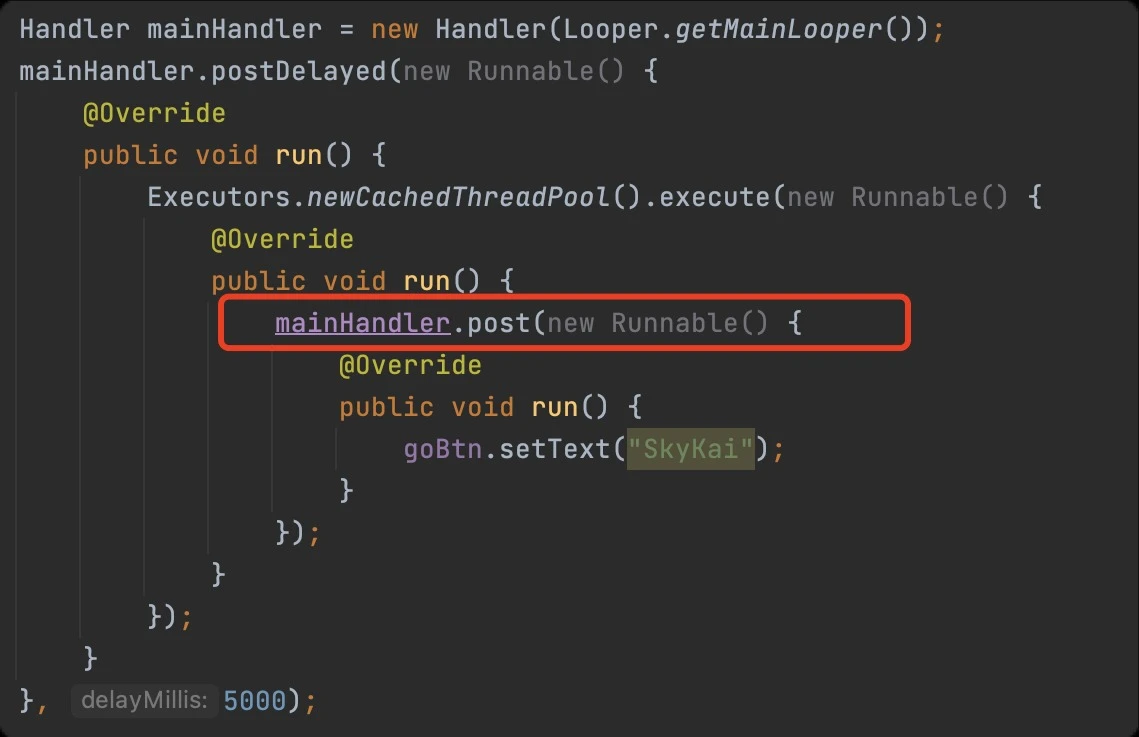 Handler mainHandler = new Handler(Looper.getMainLooper());
mainHandler.postDelayed(new Runnable() {
    @Override
    public void run() {
        Executors.newCachedThreadPool().execute(new Runnable() {
            @Override
            public void run() {
                mainHandler.post(new Runnable() {
                    @Override
                    public void run() {
                        goBtn.setText("SkyKai");
                    }
                });
            }
        });
    }
}, delayMillis: 5000);